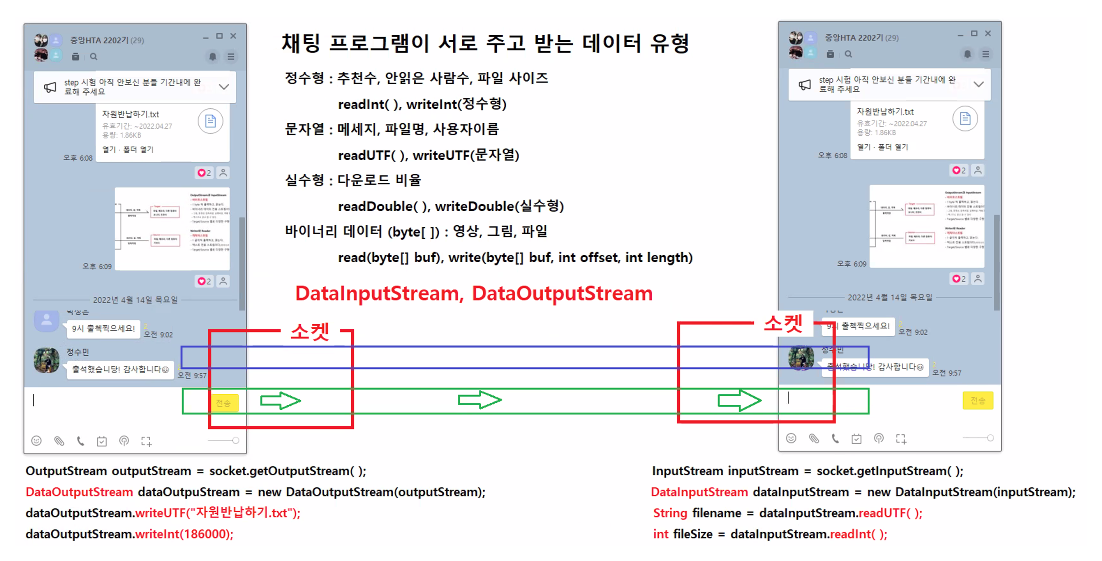 중앙HTA 2202기 (29)
step 시험 아직 안보신 분들 기간내에 완
료해 주세요
자원반납하기.txt
유효기간: ~2022.04.27
용량: 1.86KB
열기 · 폴더 열기
오후 6:08
2
오후 6:09
2
2022년 4월 14일 목요일
9시 출첵찍으세요!
오전 9:02
정수민
출석했습니당! 감사합니다
오전 9:57
전송
채팅 프로그램이 서로 주고 받는 데이터 유형
정수형 : 추천수, 안읽은 사람수, 파일 사이즈
readInt( ), writeInt(정수형)
문자열 : 메세지, 파일명, 사용자이름
readUTF( ), writeUTF(문자열)
실수형 : 다운로드 비율
readDouble( ), writeDouble(실수형)
바이너리 데이터 (byte[ ]) : 영상, 그림, 파일
read(byte[] buf), write(byte[] buf, int offset, int length)
DataInputStream, DataOutputStream
소켓
소켓
중앙HTA 2202기 (29)
step 시험 아직 안보신 분들 기간내에 완
료해 주세요
자원반납하기.txt
유효기간: ~2022.04.27
용량: 1.86KB
열기 · 폴더 열기
오후 6:08
2
오후 6:09
2
2022년 4월 14일 목요일
9시 출첵찍으세요!
오전 9:02
정수민
출석했습니당! 감사합니다
오전 9:57
전송
OutputStream outputStream = socket.getOutputStream( );
DataOutputStream dataOutpuStream = new DataOutputStream(outputStream);
dataOutputStream.writeUTF("자원반납하기.txt");
dataOutputStream.writeInt(186000);
InputStream inputStream = socket.getInputStream( );
DataInputStream dataInputStream = new DataInputStream(inputStream);
String filename = dataInputStream.readUTF( );
int fileSize = dataInputStream.readInt( );